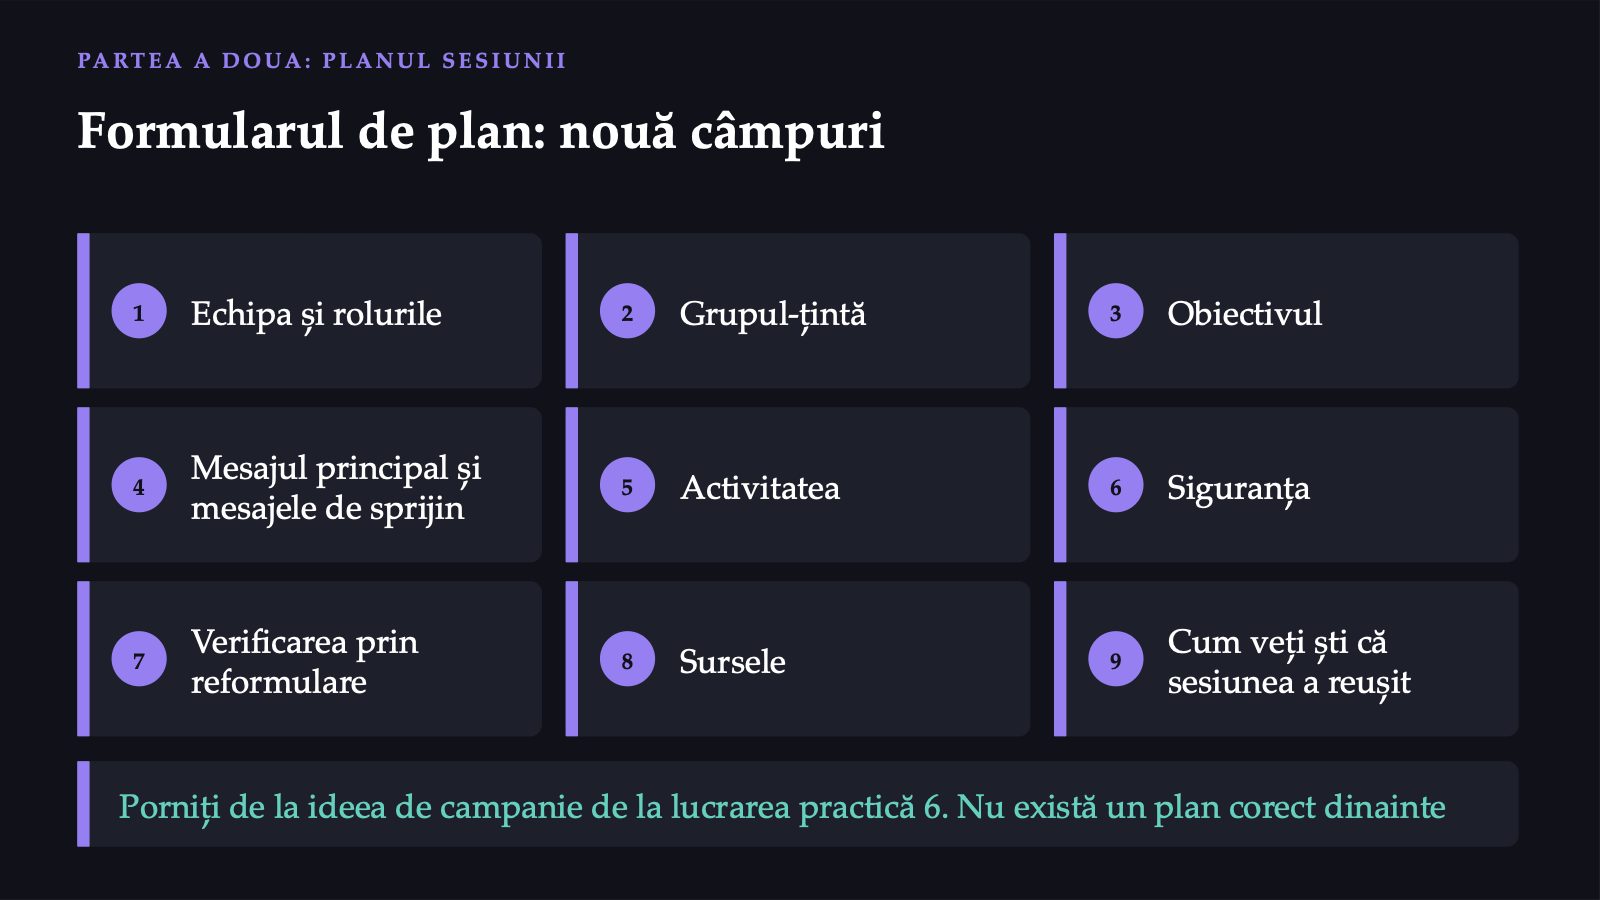 PARTEA A DOUA: PLANUL SESIUNII
Formularul de plan: nouă câmpuri
1 Echipa și rolurile
2 Grupul-țintă
3 Obiectivul
4 Mesajul principal și
mesajele de sprijin
5 Activitatea
6 Siguranța
7 Verificarea prin
reformulare
8 Sursele
9 Cum veți ști că
sesiunea a reușit
Porniți de la ideea de campanie de la lucrarea practică 6. Nu există un plan corect dinainte